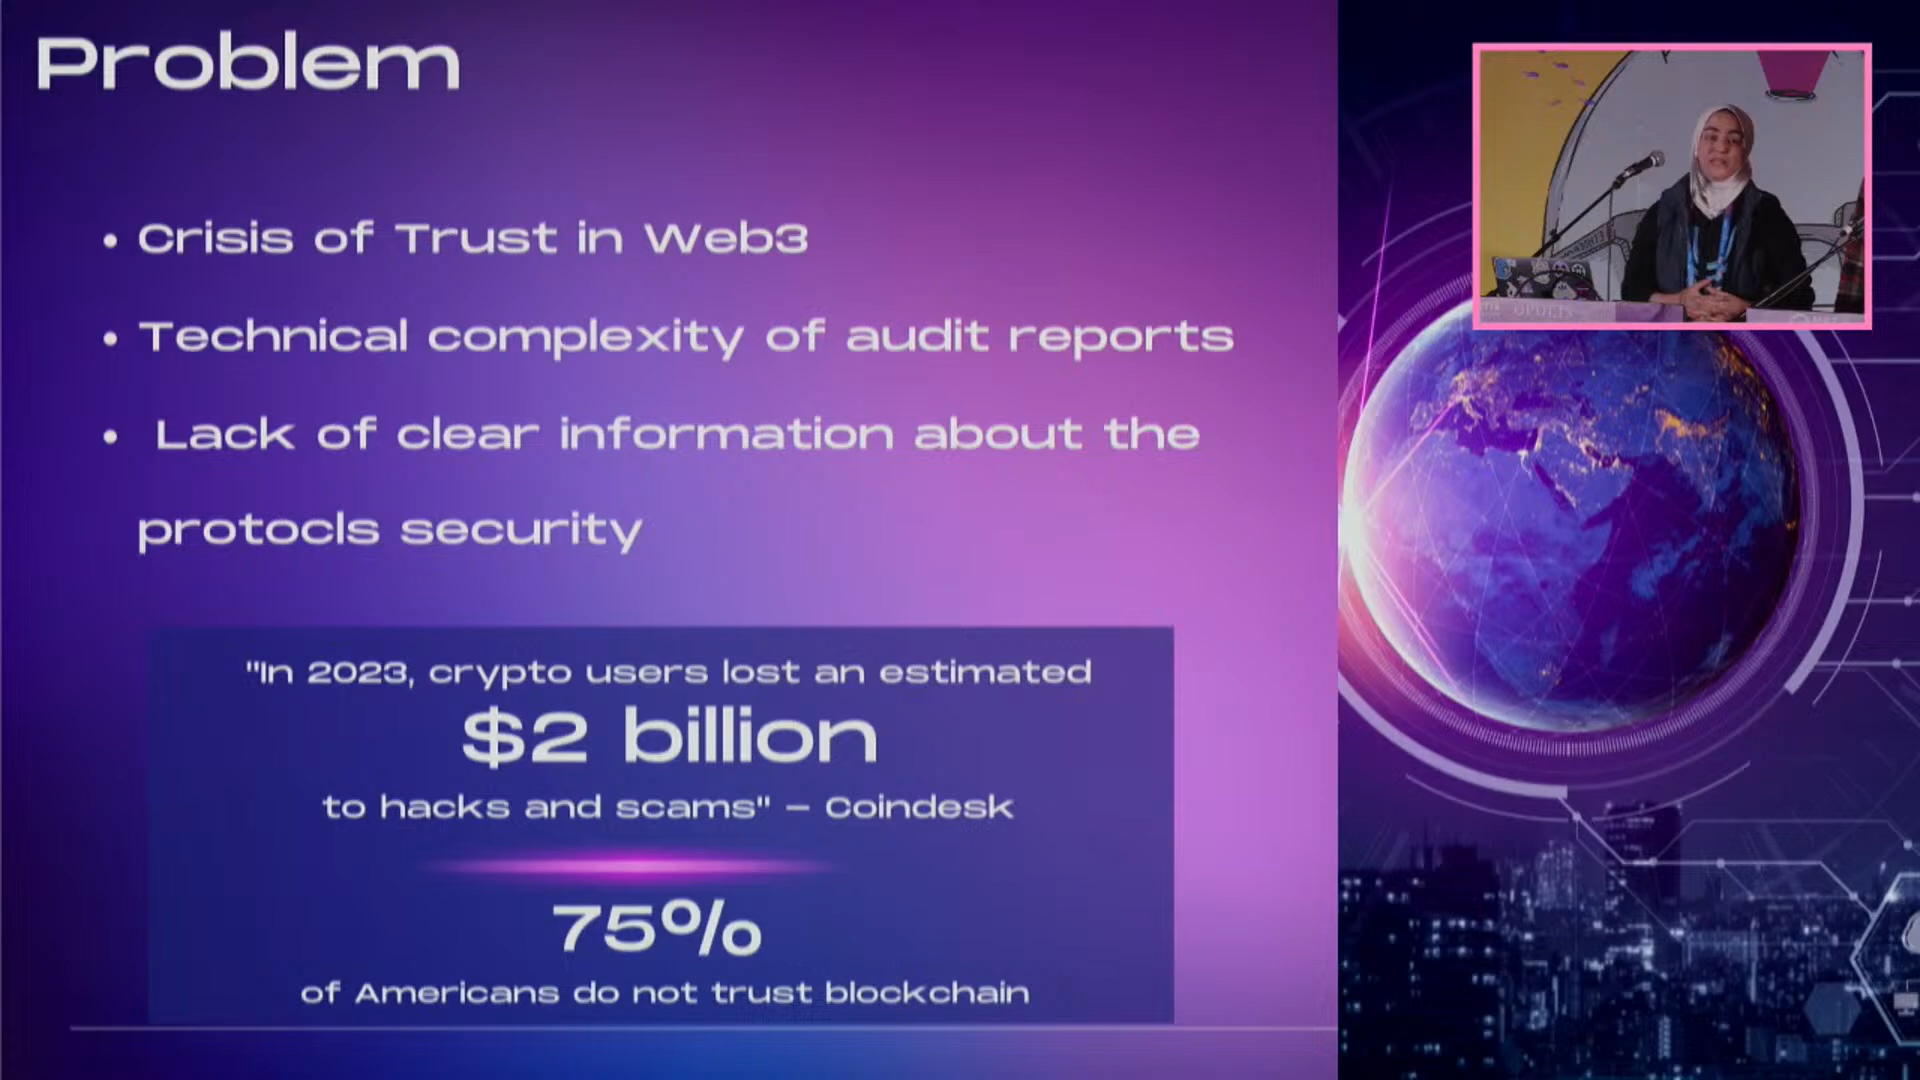 Problem
• Crisis of Trust in Web3
• Technical complexity of audit reports
• Lack of clear information about the
protocls security
"In 2023, crypto users lost an estimated
$2 billion
to hacks and scams" – Coindesk
75%
of Americans do not trust blockchain
OPOLIS